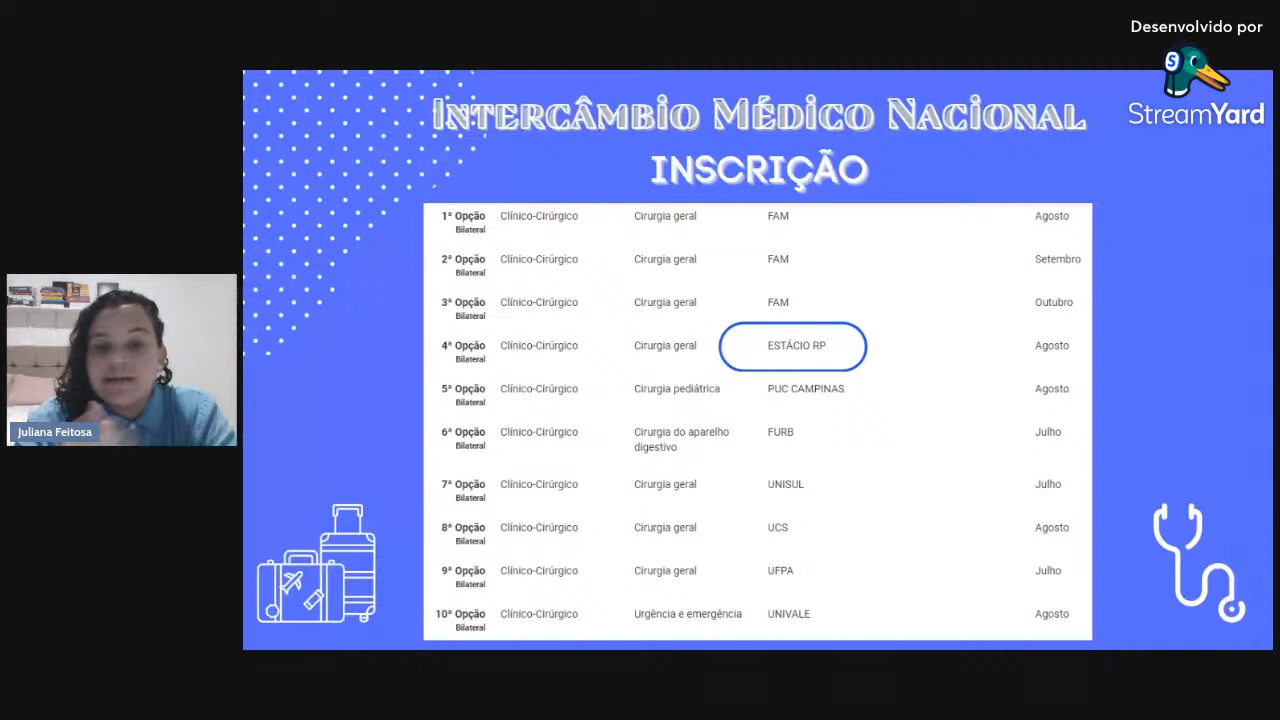 Desenvolvido por
StreamYard
INTERCÂMBIO MÉDICO NACIONAL
INSCRIÇÃO
1ª Opção Clínico-Cirúrgico Cirurgia geral FAM Agosto
Bilateral
2ª Opção Clínico-Cirúrgico Cirurgia geral FAM Setembro
Bilateral
3ª Opção Clínico-Cirúrgico Cirurgia geral FAM Outubro
Bilateral
4ª Opção Clínico-Cirúrgico Cirurgia geral ESTÁCIO RP Agosto
Bilateral
5ª Opção Clínico-Cirúrgico Cirurgia pediátrica PUC CAMPINAS Agosto
Bilateral
6ª Opção Clínico-Cirúrgico Cirurgia do aparelho FURB Julho
Bilateral digestivo
7ª Opção Clínico-Cirúrgico Cirurgia geral UNISUL Julho
Bilateral
8ª Opção Clínico-Cirúrgico Cirurgia geral UCS Agosto
Bilateral
9ª Opção Clínico-Cirúrgico Cirurgia geral UFPA Julho
Bilateral
10ª Opção Clínico-Cirúrgico Urgência e emergência UNIVALE Agosto
Bilateral
Juliana Feitosa